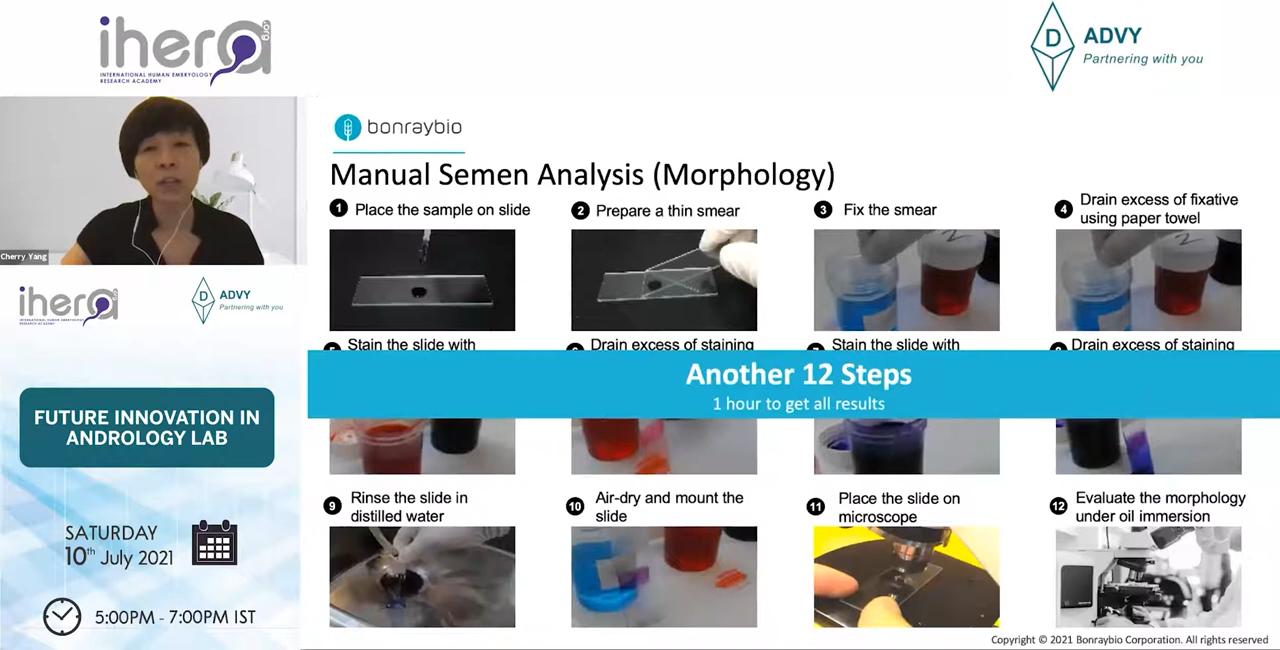 ihera.org
INTERNATIONAL HUMAN EMBRYOLOGY
RESEARCH ACADEMY
D
ADVY
Partnering with you
Cherry Yang
ihera
D
ADVY
Partnering with you
FUTURE INNOVATION IN
ANDROLOGY LAB
SATURDAY
10th July 2021
5:00PM - 7:00PM IST
bonraybio
Manual Semen Analysis (Morphology)
1 Place the sample on slide
2 Prepare a thin smear
3 Fix the smear
4 Drain excess of fixative
using paper towel
Stain the slide with
Drain excess of staining
Stain the slide with
Drain excess of staining
Another 12 Steps
1 hour to get all results
9 Rinse the slide in
distilled water
10 Air-dry and mount the
slide
11 Place the slide on
microscope
12 Evaluate the morphology
under oil immersion
Copyright © 2021 Bonraybio Corporation. All rights reserved